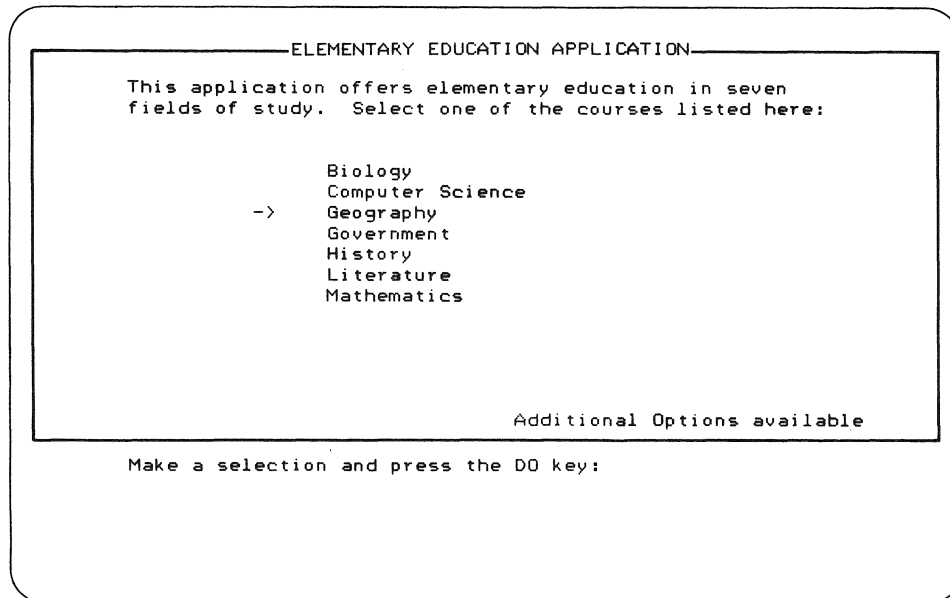 ELEMENTARY EDUCATION APPLICATION
This application offers elementary education in seven
fields of study.  Select one of the courses listed here:
Biology
Computer Science
-> Geography
Government
History
Literature
Mathematics
Additional Options available
Make a selection and press the DO key: